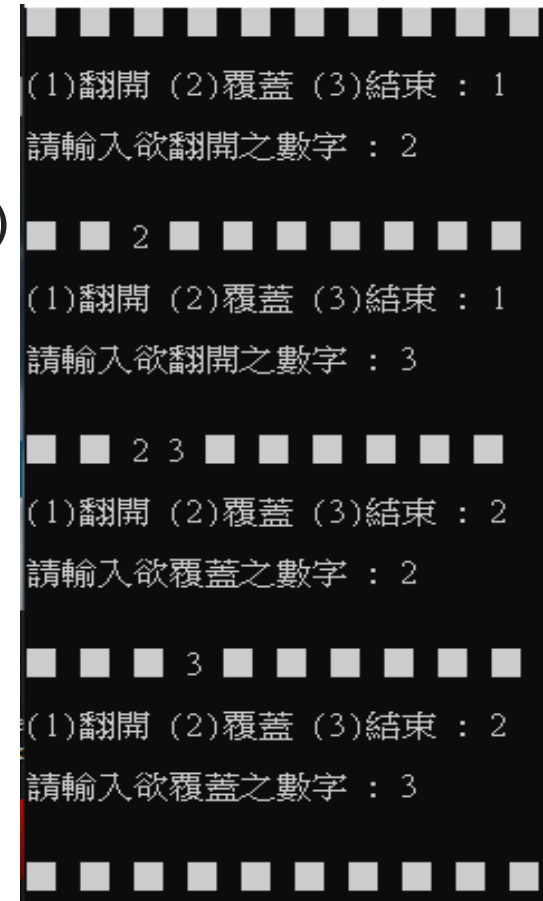 ■ ■ ■ ■ ■ ■ ■ ■ ■ ■
(1)翻開 (2)覆蓋 (3)結束 : 1
請輸入欲翻開之數字 : 2
)
■ ■ 2 ■ ■ ■ ■ ■ ■ ■
(1)翻開 (2)覆蓋 (3)結束 : 1
請輸入欲翻開之數字 : 3
■ ■ 2 3 ■ ■ ■ ■ ■ ■
(1)翻開 (2)覆蓋 (3)結束 : 2
請輸入欲覆蓋之數字 : 2
■ ■ ■ 3 ■ ■ ■ ■ ■ ■
(1)翻開 (2)覆蓋 (3)結束 : 2
請輸入欲覆蓋之數字 : 3
■ ■ ■ ■ ■ ■ ■ ■ ■ ■